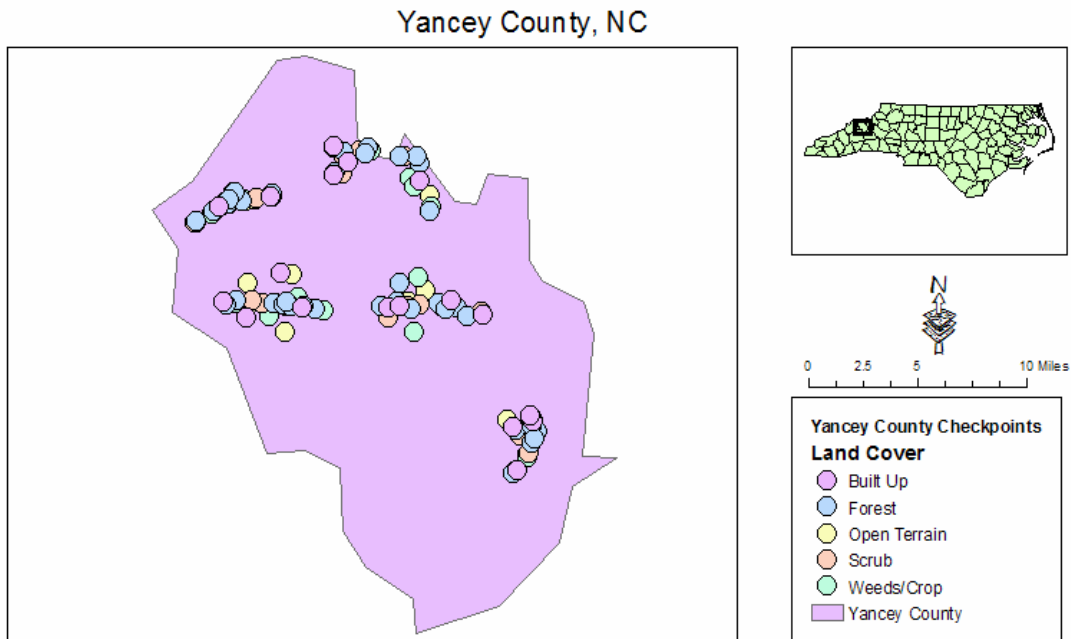 Yancey County, NC
N
0 2.5 5 10 Miles
Yancey County Checkpoints
Land Cover
Built Up
Forest
Open Terrain
Scrub
Weeds/Crop
Yancey County